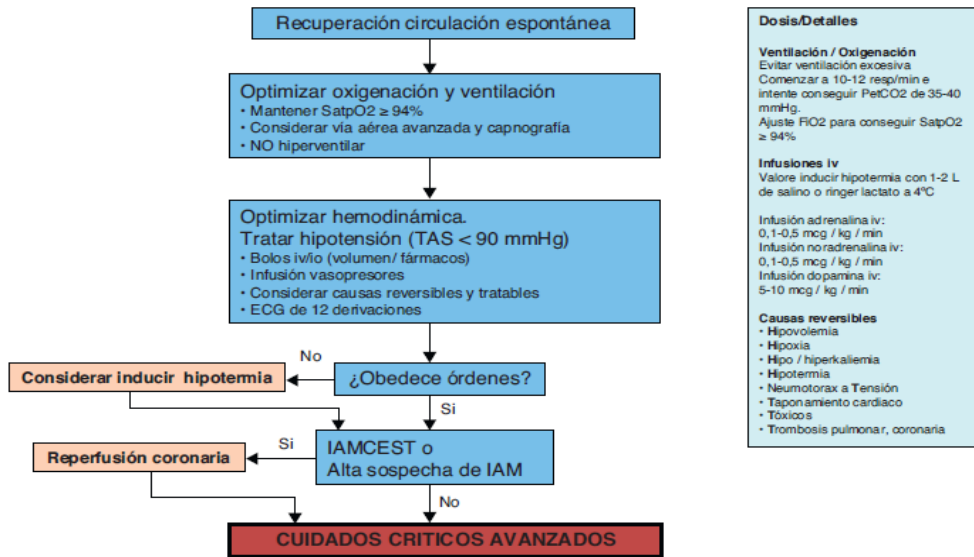 Recuperación circulación espontánea
Optimizar oxigenación y ventilación
• Mantener SatpO2 ≥ 94%
• Considerar vía aérea avanzada y capnografía
• NO hiperventilar
Optimizar hemodinámica.
Tratar hipotensión (TAS < 90 mmHg)
• Bolos iv/io (volumen/ fármacos)
• Infusión vasopresores
• Considerar causas reversibles y tratables
• ECG de 12 derivaciones
No
Considerar inducir hipotermia
¿Obedece órdenes?
Si
Si
IAMCEST o
Alta sospecha de IAM
Reperfusión coronaria
No
CUIDADOS CRITICOS AVANZADOS
Dosis/Detalles
Ventilación / Oxigenación
Evitar ventilación excesiva
Comenzar a 10-12 resp/min e
intente conseguir PetCO2 de 35-40
mmHg.
Ajuste FiO2 para conseguir SatpO2
≥ 94%
Infusiones iv
Valore inducir hipotermia con 1-2 L
de salino o ringer lactato a 4ºC
Infusión adrenalina iv:
0,1-0,5 mcg / kg / min
Infusión noradrenalina iv:
0,1-0,5 mcg / kg / min
Infusión dopamina iv:
5-10 mcg / kg / min
Causas reversibles
• Hipovolemia
• Hipoxia
• Hipo / hiperkaliemia
• Hipotermia
• Neumotorax a Tensión
• Taponamiento cardiaco
• Tóxicos
• Trombosis pulmonar, coronaria